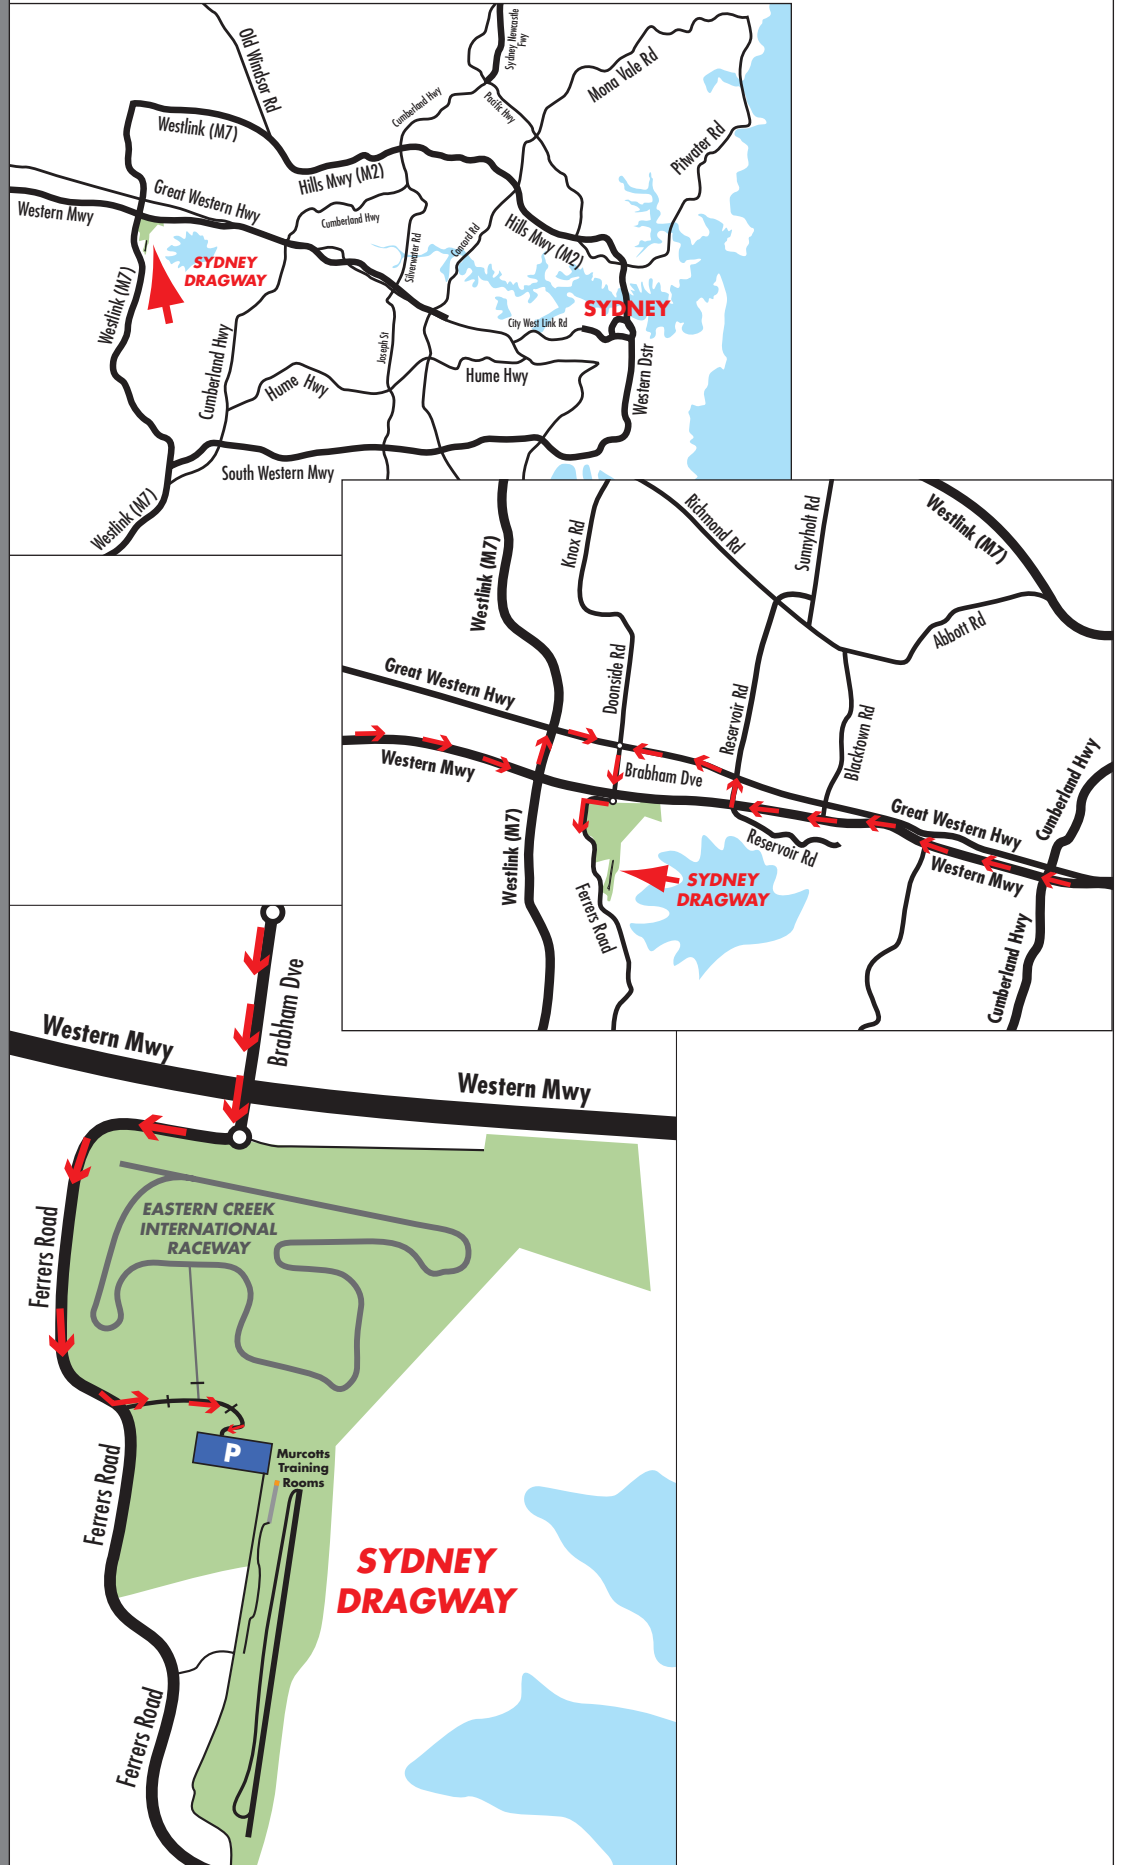 Old Windsor Rd
Sydney Newcastle
Fwy
Mona Vale Rd
Cumberland Hwy
Pacific Hwy
Westlink (M7)
Pitwater Rd
Hills Mwy (M2)
Great Western Hwy
Western Mwy
Cumberland Hwy
Hills Mwy (M2)
Silverwater Rd
Concord Rd
SYDNEY
DRAGWAY
Westlink (M7)
SYDNEY
City West Link Rd
Joseph St
Cumberland Hwy
Hume Hwy
Hume Hwy
Western Dstr
South Western Mwy
Westlink (M7)
Westlink (M7)
Knox Rd
Richmond Rd
Sunnyholt Rd
Westlink (M7)
Abbott Rd
Doonside Rd
Great Western Hwy
Reservoir Rd
Blacktown Rd
Western Mwy
Brabham Dve
Cumberland Hwy
Great Western Hwy
Westlink (M7)
Reservoir Rd
Western Mwy
SYDNEY
DRAGWAY
Ferrers Road
Cumberland Hwy
Brabham Dve
Western Mwy
Western Mwy
EASTERN CREEK
INTERNATIONAL
RACEWAY
Ferrers Road
P
Murcotts
Training
Rooms
Ferrers Road
SYDNEY
DRAGWAY
Ferrers Road